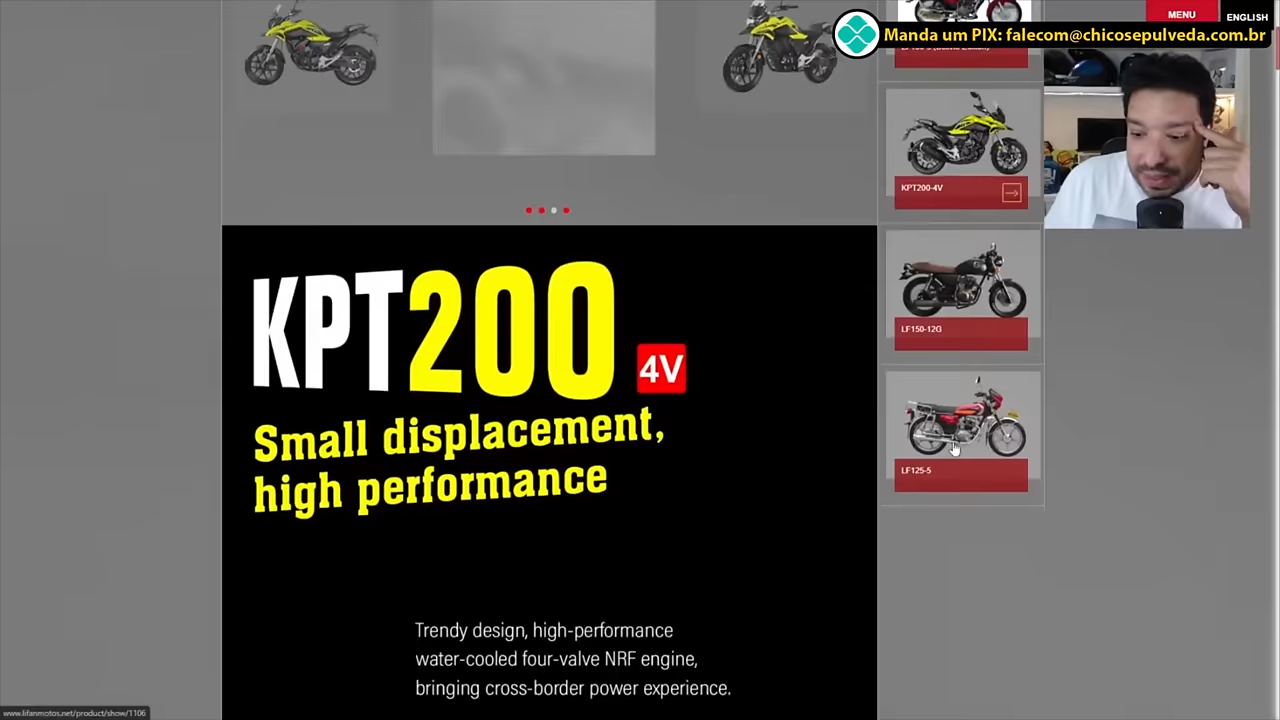 MENU
ENGLISH
Manda um PIX: falecom@chicosepulveda.com.br
KPT200-4V
LF150-12G
LF125-5
KPT200
4V
Small displacement,
high performance
Trendy design, high-performance
water-cooled four-valve NRF engine,
bringing cross-border power experience.
www.lifanmotos.net/product/show/1106